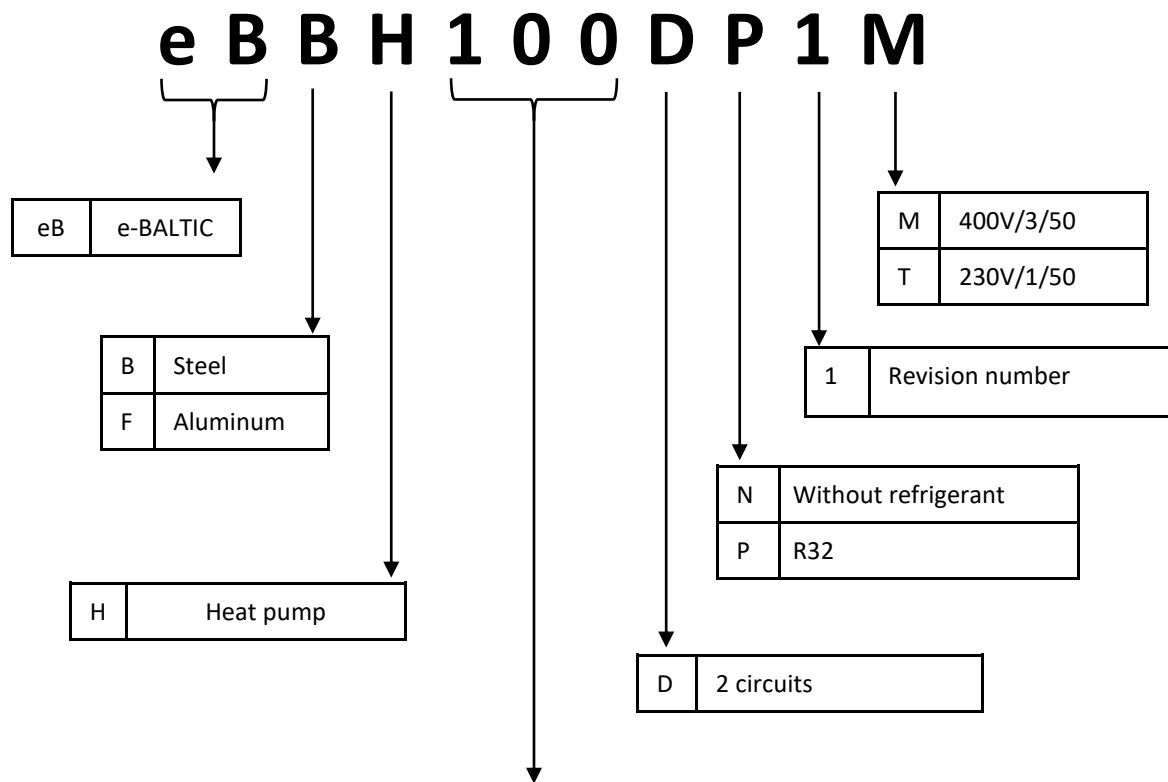 e B B H 1 0 0 D P 1 M
eB e-BALTIC
M 400V/3/50
T 230V/1/50
B Steel
F Aluminum
1 Revision number
N Without refrigerant
P R32
H Heat pump
D 2 circuits